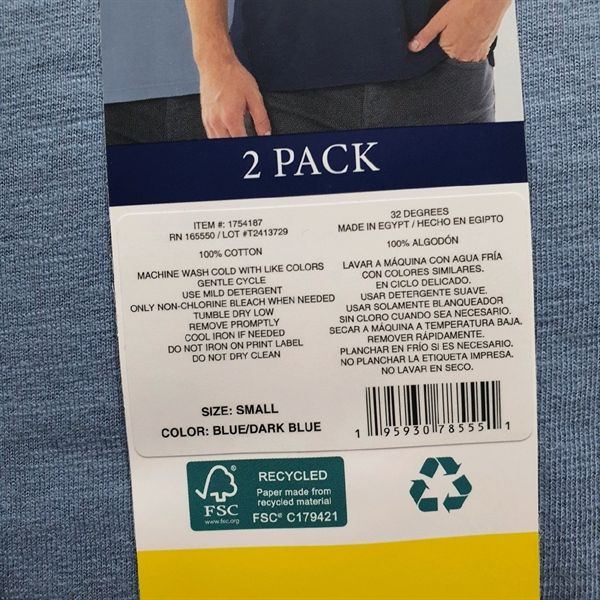 2 PACK
ITEM #: 1754187
RN 165550 / LOT #T2413729
100% COTTON
MACHINE WASH COLD WITH LIKE COLORS
GENTLE CYCLE
USE MILD DETERGENT
ONLY NON-CHLORINE BLEACH WHEN NEEDED
TUMBLE DRY LOW
REMOVE PROMPTLY
COOL IRON IF NEEDED
DO NOT IRON ON PRINT LABEL
DO NOT DRY CLEAN
32 DEGREES
MADE IN EGYPT / HECHO EN EGIPTO
100% ALGODÓN
LAVAR A MÁQUINA CON AGUA FRÍA
CON COLORES SIMILARES.
EN CICLO DELICADO.
USAR DETERGENTE SUAVE.
USAR SOLAMENTE BLANQUEADOR
SIN CLORO CUANDO SEA NECESARIO.
SECAR A MÁQUINA A TEMPERATURA BAJA.
REMOVER RÁPIDAMENTE.
PLANCHAR EN FRÍO SI ES NECESARIO.
NO PLANCHAR LA ETIQUETA IMPRESA.
NO LAVAR EN SECO.
SIZE: SMALL
COLOR: BLUE/DARK BLUE
1 95930 78555 1
FSC
www.fsc.org
RECYCLED
Paper made from
recycled material
FSC® C179421